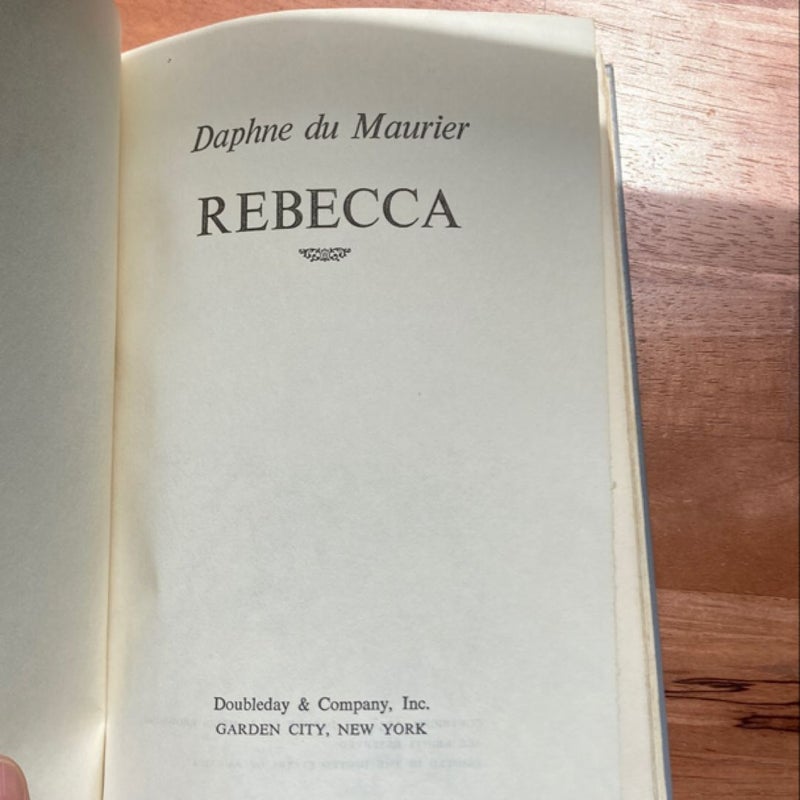 Daphne du Maurier
REBECCA
Doubleday & Company, Inc.
GARDEN CITY, NEW YORK